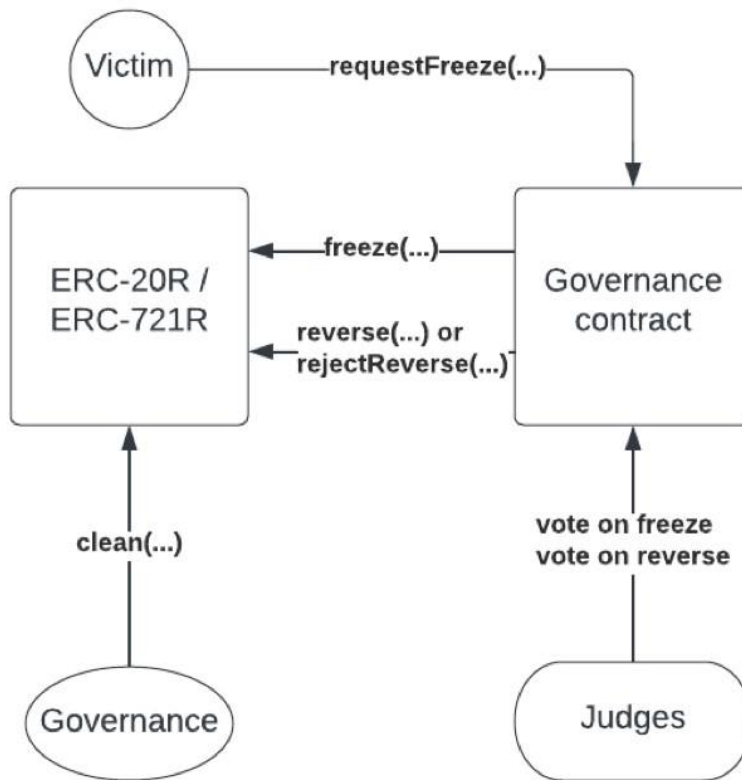 Victim
requestFreeze(...)
ERC-20R /
ERC-721R
freeze(...)
reverse(...) or
rejectReverse(...)
Governance
contract
clean(...)
vote on freeze
vote on reverse
Governance
Judges